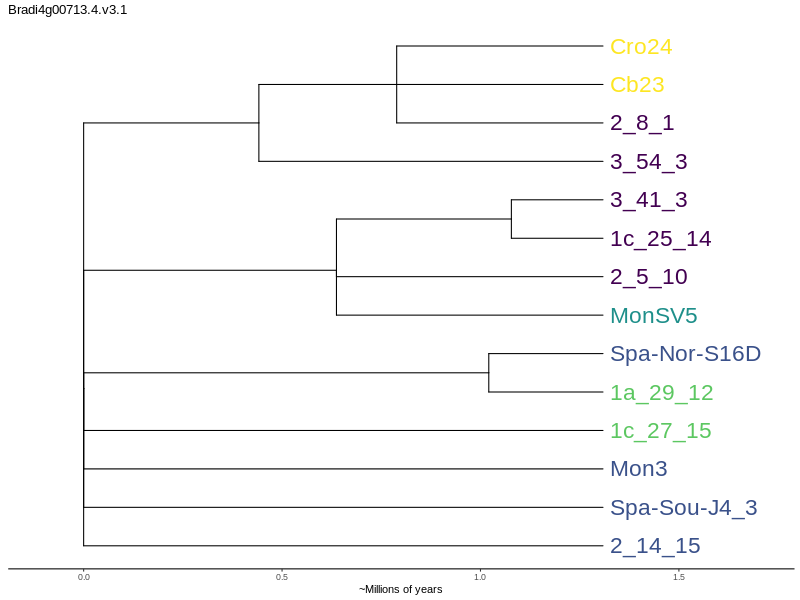 Bradi4g00713.4.v3.1
Cro24
Cb23
2_8_1
3_54_3
3_41_3
1c_25_14
2_5_10
MonSV5
Spa-Nor-S16D
1a_29_12
1c_27_15
Mon3
Spa-Sou-J4_3
2_14_15
0.0 0.5 1.0 1.5
~Millions of years